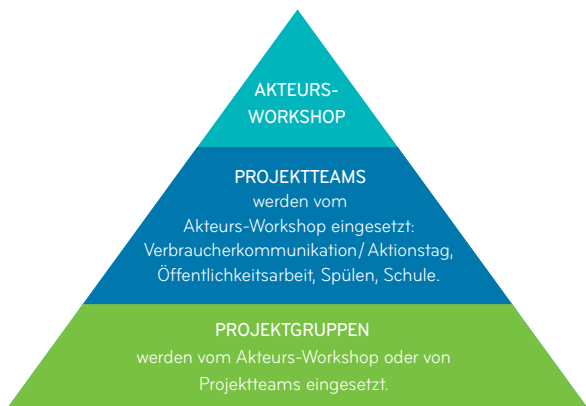 AKTEURS-
WORKSHOP
PROJEKTTEAMS
werden vom
Akteurs-Workshop eingesetzt:
Verbraucherkommunikation/Aktionstag,
Öffentlichkeitsarbeit, Spülen, Schule.
PROJEKTGRUPPEN
werden vom Akteurs-Workshop oder von
Projektteams eingesetzt.